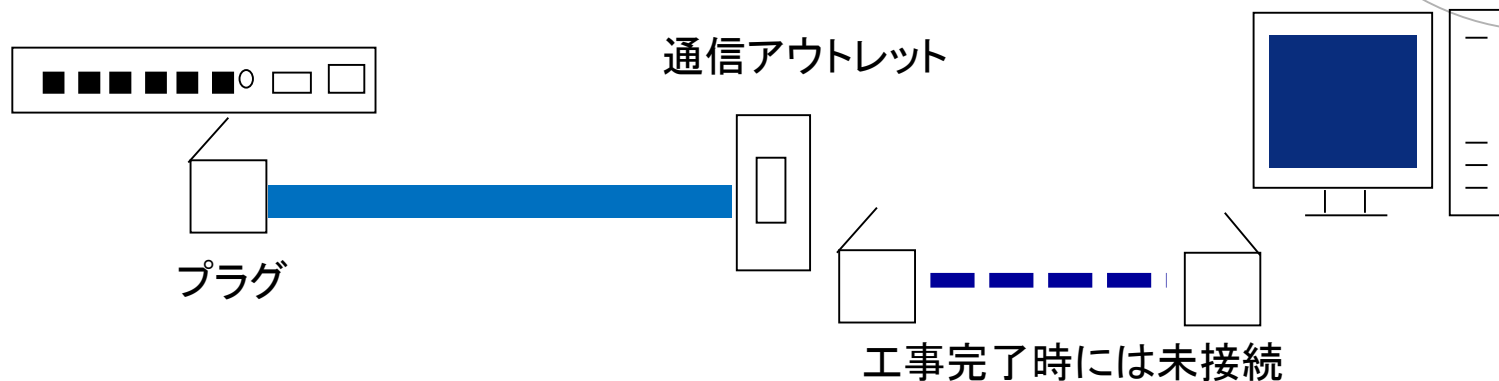 通信アウトレット
プラグ
工事完了時には未接続